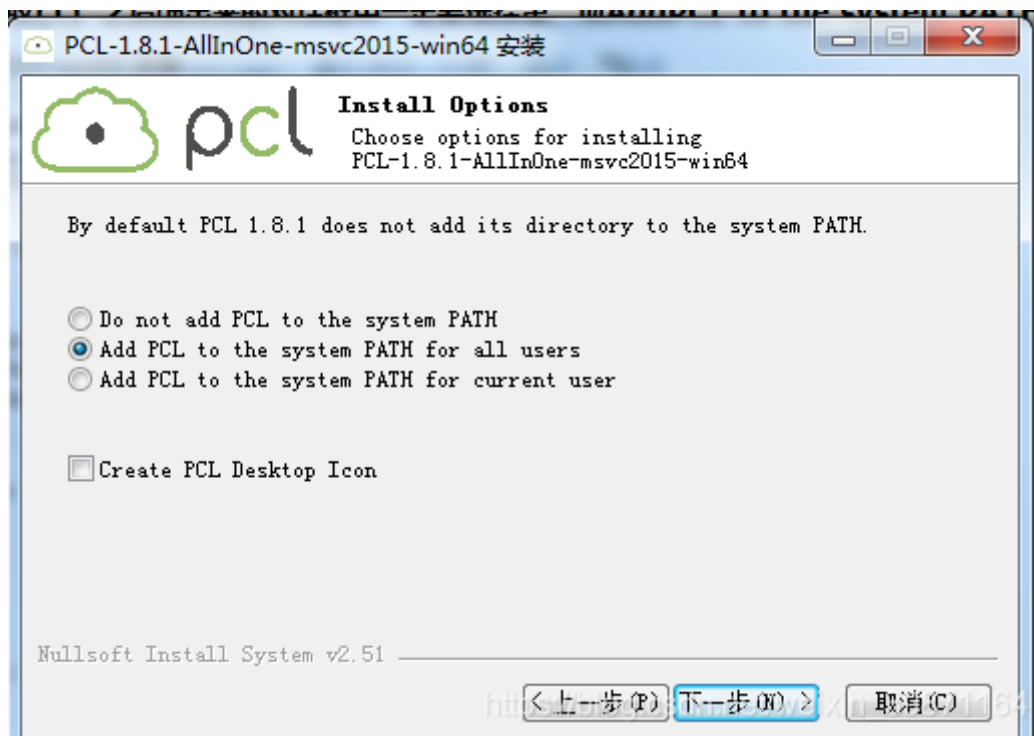 PCL-1.8.1-AllInOne-msvc2015-win64 安装
pcl
Install Options
Choose options for installing
PCL-1.8.1-AllInOne-msvc2015-win64
By default PCL 1.8.1 does not add its directory to the system PATH.
Do not add PCL to the system PATH
Add PCL to the system PATH for all users
Add PCL to the system PATH for current user
Create PCL Desktop Icon
Nullsoft Install System v2.51
< 上一步(P) 下一步(N) > 取消(C)